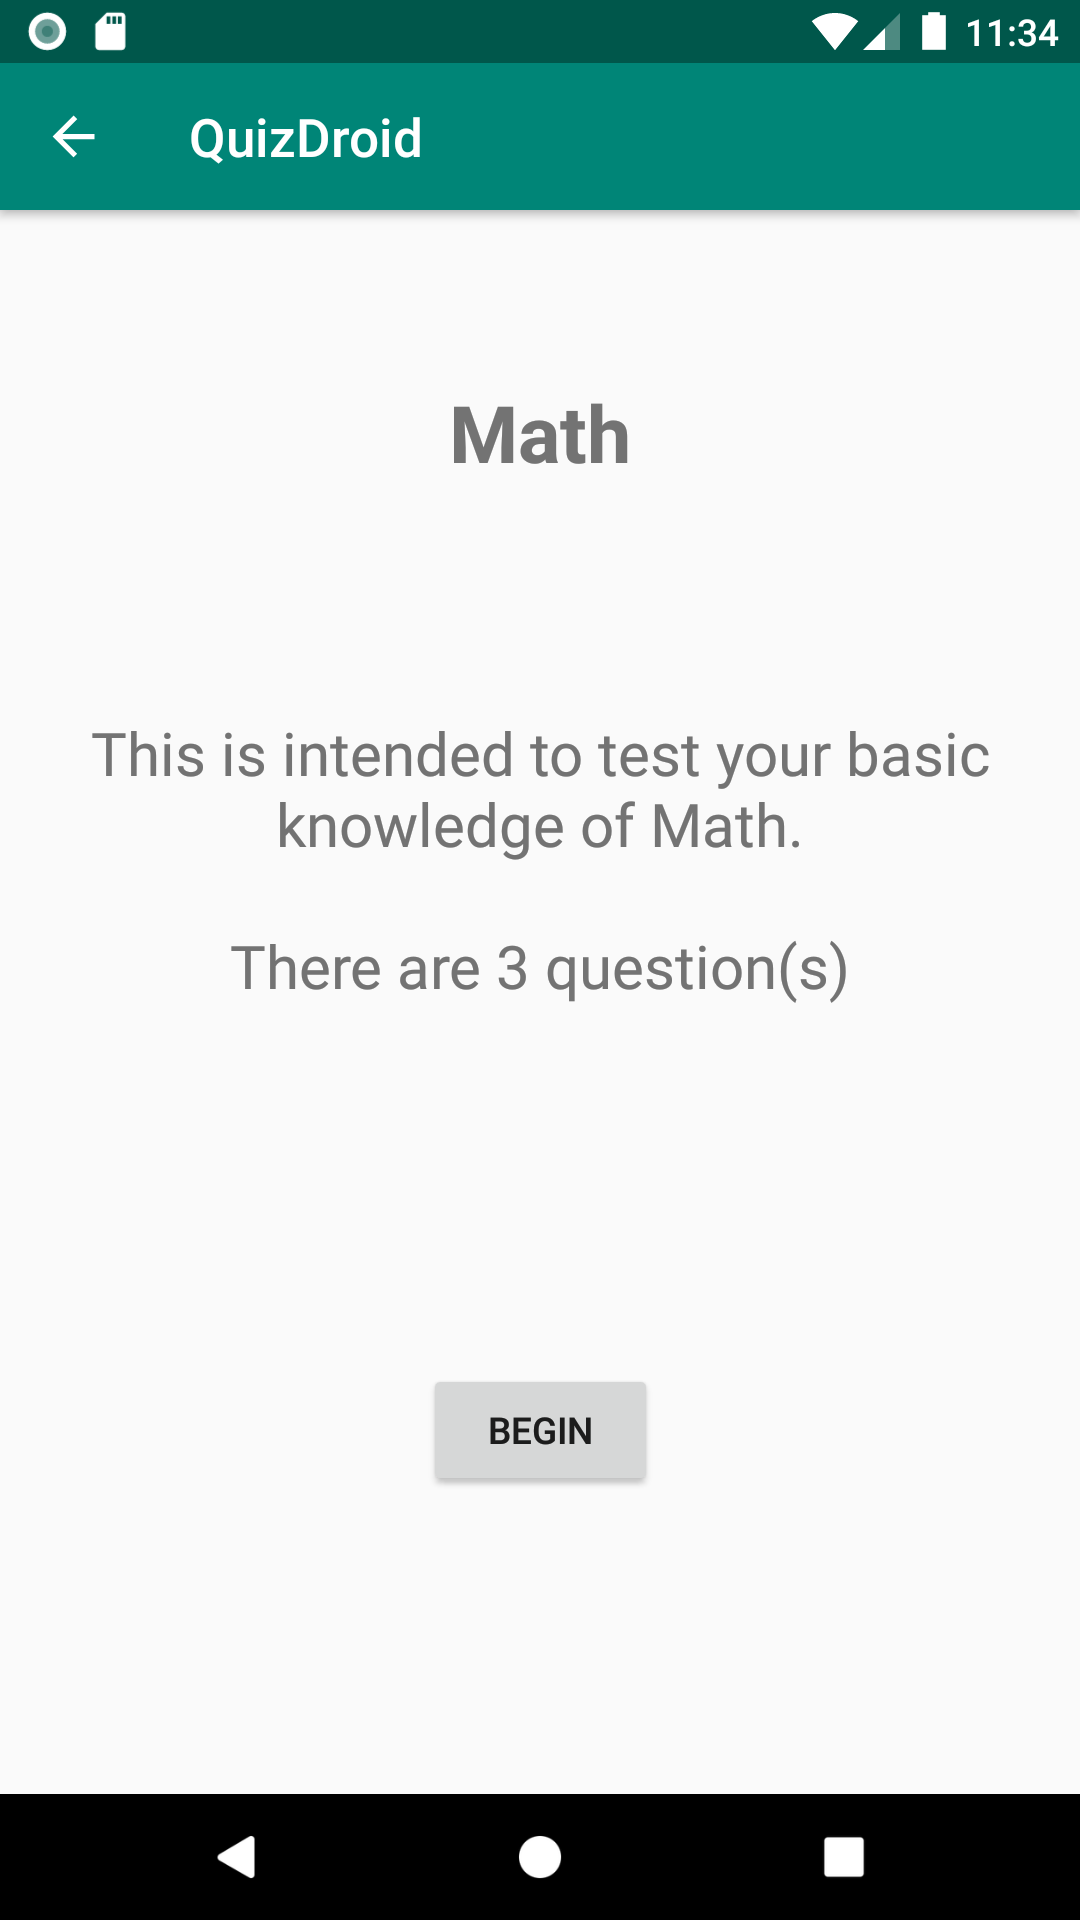 11:34
QuizDroid
Math
This is intended to test your basic
knowledge of Math.
There are 3 question(s)
BEGIN